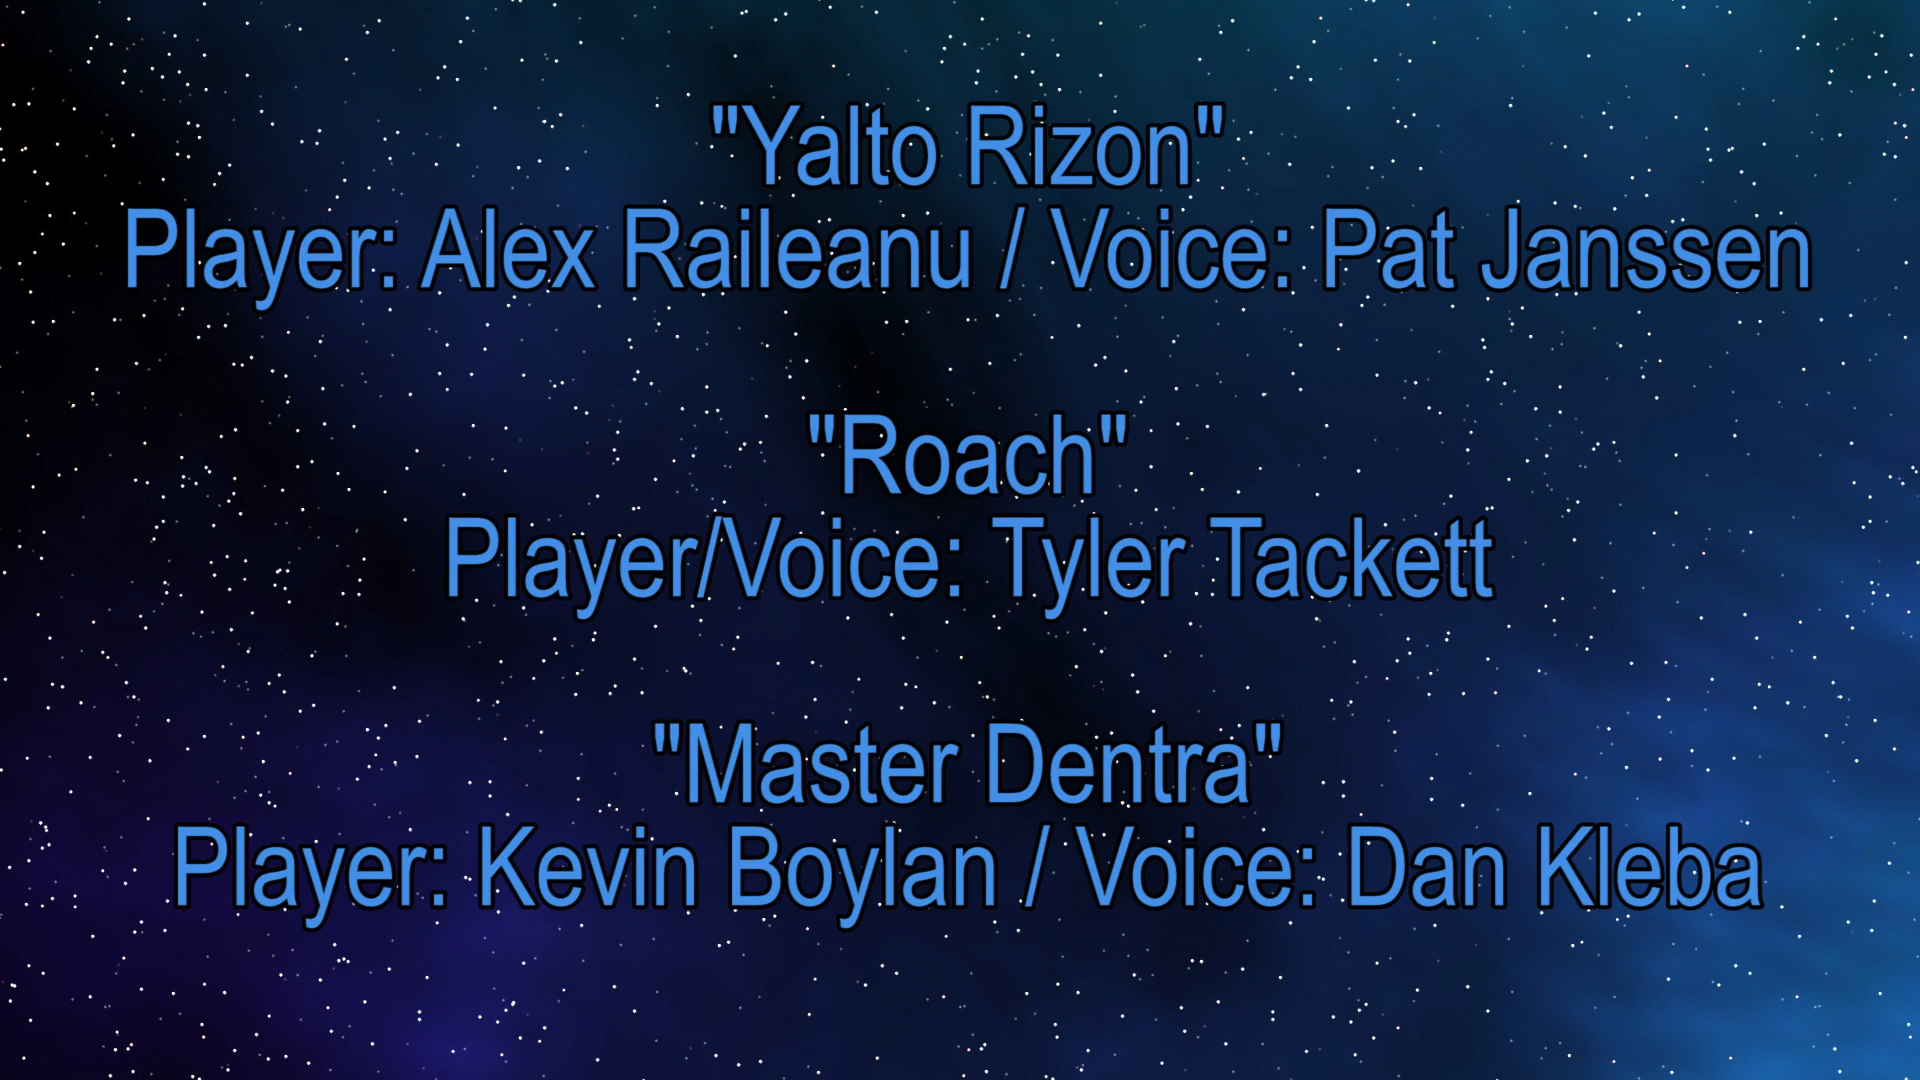 "Yalto Rizon"
Player: Alex Raileanu / Voice: Pat Janssen
"Roach"
Player/Voice: Tyler Tackett
"Master Dentra"
Player: Kevin Boylan / Voice: Dan Kleba